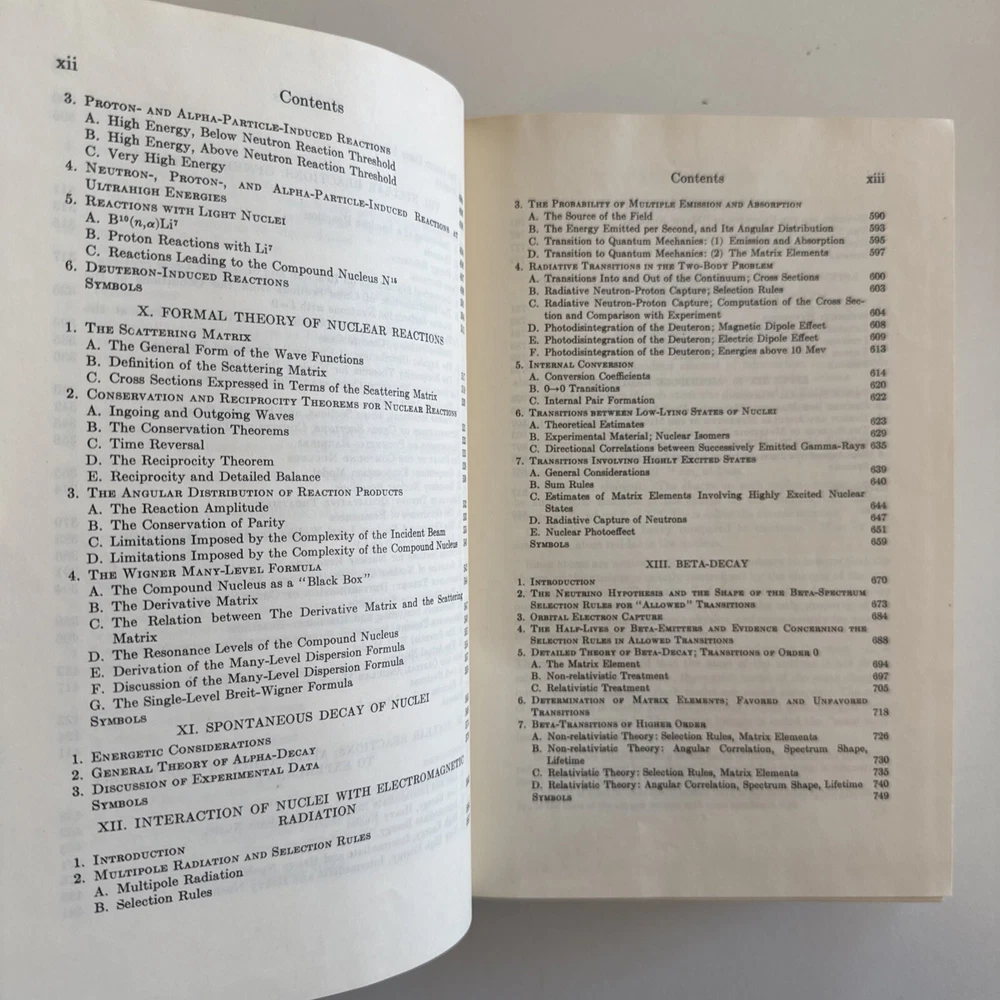 xii
Contents
3. Proton- and Alpha-Particle-Induced Reactions
A. High Energy, Below Neutron Reaction Threshold
B. High Energy, Above Neutron Reaction Threshold
C. Very High Energy
4. Neutron-, Proton-, and Alpha-Particle-Induced Reactions at
Ultrahigh Energies
5. Reactions with Light Nuclei
A. B¹⁰(n,α)Li⁷
B. Proton Reactions with Li⁷
C. Reactions Leading to the Compound Nucleus N¹⁵
6. Deuteron-Induced Reactions
Symbols
X. FORMAL THEORY OF NUCLEAR REACTIONS
1. The Scattering Matrix
A. The General Form of the Wave Functions
B. Definition of the Scattering Matrix
C. Cross Sections Expressed in Terms of the Scattering Matrix
2. Conservation and Reciprocity Theorems for Nuclear Reactions
A. Ingoing and Outgoing Waves
B. The Conservation Theorems
C. Time Reversal
D. The Reciprocity Theorem
E. Reciprocity and Detailed Balance
3. The Angular Distribution of Reaction Products
A. The Reaction Amplitude
B. The Conservation of Parity
C. Limitations Imposed by the Complexity of the Incident Beam
D. Limitations Imposed by the Complexity of the Compound Nucleus
4. The Wigner Many-Level Formula
A. The Compound Nucleus as a "Black Box"
B. The Derivative Matrix
C. The Relation between The Derivative Matrix and the Scattering
Matrix
D. The Resonance Levels of the Compound Nucleus
E. Derivation of the Many-Level Dispersion Formula
F. Discussion of the Many-Level Dispersion Formula
G. The Single-Level Breit-Wigner Formula
Symbols
XI. SPONTANEOUS DECAY OF NUCLEI
1. Energetic Considerations
2. General Theory of Alpha-Decay
3. Discussion of Experimental Data
Symbols
XII. INTERACTION OF NUCLEI WITH ELECTROMAGNETIC
RADIATION
1. Introduction
2. Multipole Radiation and Selection Rules
A. Multipole Radiation
B. Selection Rules
Contents xiii
3. The Probability of Multiple Emission and Absorption
A. The Source of the Field 590
B. The Energy Emitted per Second, and Its Angular Distribution 593
C. Transition to Quantum Mechanics: (1) Emission and Absorption 595
D. Transition to Quantum Mechanics: (2) The Matrix Elements 597
4. Radiative Transitions in the Two-Body Problem
A. Transitions Into and Out of the Continuum; Cross Sections 600
B. Radiative Neutron-Proton Capture; Selection Rules 603
C. Radiative Neutron-Proton Capture; Computation of the Cross Sec-
tion and Comparison with Experiment 604
D. Photodisintegration of the Deuteron; Magnetic Dipole Effect 608
E. Photodisintegration of the Deuteron; Electric Dipole Effect 609
F. Photodisintegration of the Deuteron; Energies above 10 Mev 613
5. Internal Conversion
A. Conversion Coefficients 614
B. 0→0 Transitions 620
C. Internal Pair Formation 622
6. Transitions between Low-Lying States of Nuclei
A. Theoretical Estimates 623
B. Experimental Material; Nuclear Isomers 629
C. Directional Correlations between Successively Emitted Gamma-Rays 635
7. Transitions Involving Highly Excited States
A. General Considerations 639
B. Sum Rules 640
C. Estimates of Matrix Elements Involving Highly Excited Nuclear
States 644
D. Radiative Capture of Neutrons 647
E. Nuclear Photoeffect 651
Symbols 659
XIII. BETA-DECAY
1. Introduction 670
2. The Neutrino Hypothesis and the Shape of the Beta-Spectrum
Selection Rules for "Allowed" Transitions 673
3. Orbital Electron Capture 684
4. The Half-Lives of Beta-Emitters and Evidence Concerning the
Selection Rules in Allowed Transitions 688
5. Detailed Theory of Beta-Decay; Transitions of Order 0
A. The Matrix Element 694
B. Non-relativistic Treatment 697
C. Relativistic Treatment 705
6. Determination of Matrix Elements; Favored and Unfavored
Transitions 718
7. Beta-Transitions of Higher Order
A. Non-relativistic Theory: Selection Rules, Matrix Elements 726
B. Non-relativistic Theory: Angular Correlation, Spectrum Shape,
Lifetime 730
C. Relativistic Theory: Selection Rules, Matrix Elements 735
D. Relativistic Theory: Angular Correlation, Spectrum Shape, Lifetime 740
Symbols 749